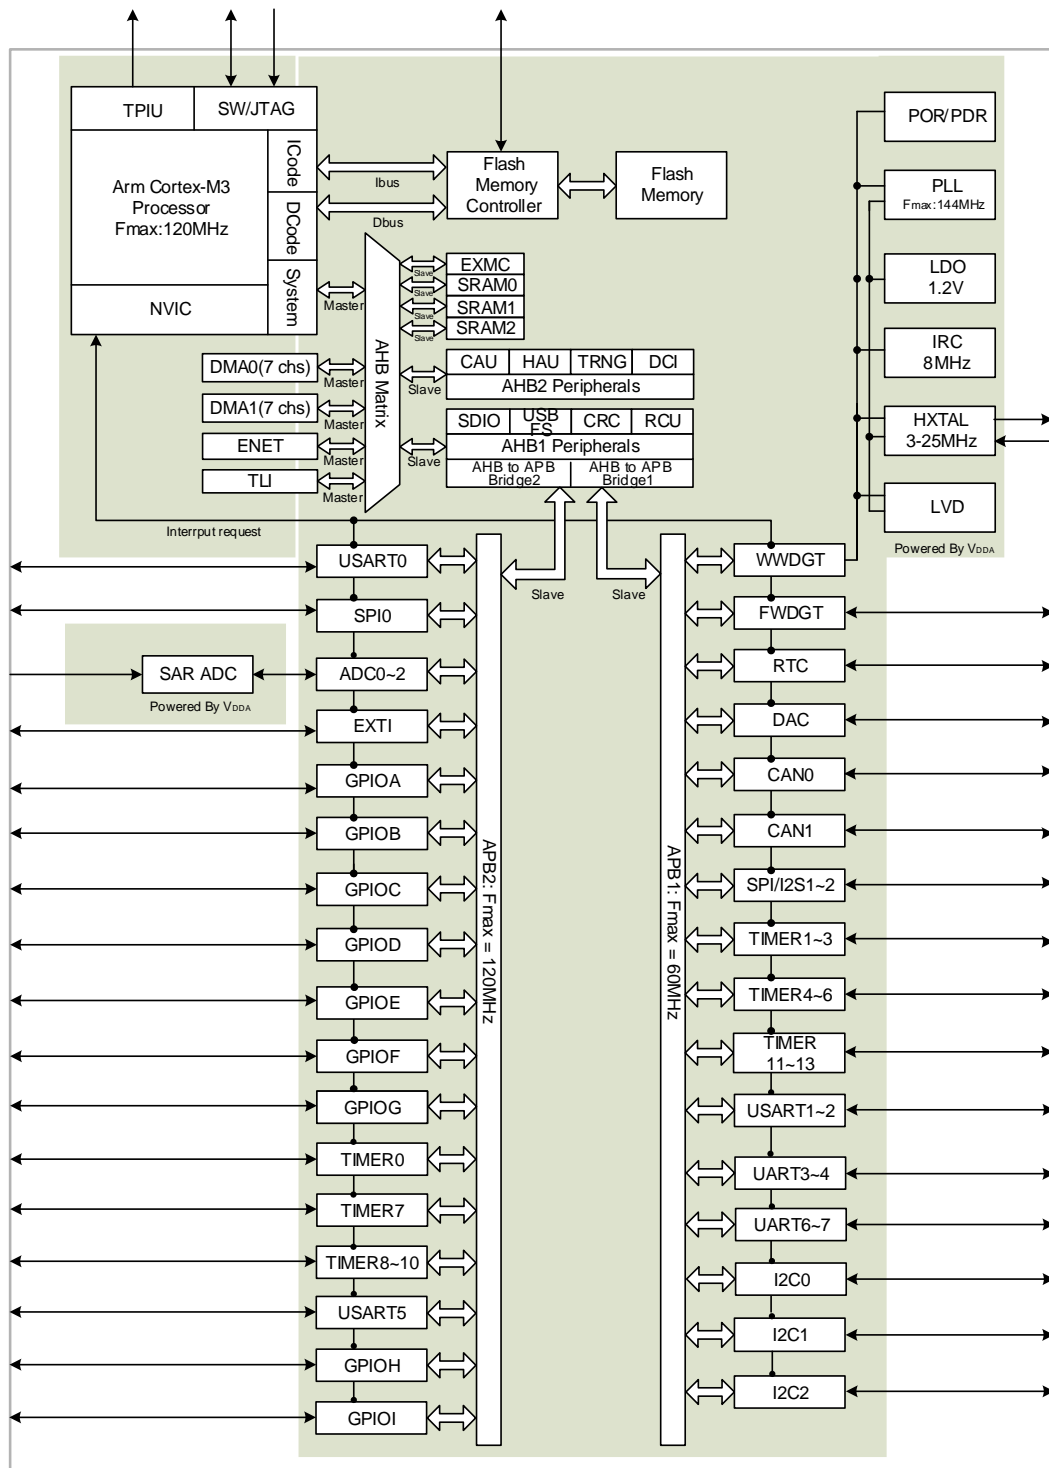 TPIU
SW/JTAG
Arm Cortex-M3
Processor
Fmax:120MHz
ICode
DCode
System
NVIC
Ibus
Dbus
Flash
Memory
Controller
Flash
Memory
POR/PDR
PLL
Fmax:144MHz
LDO
1.2V
IRC
8MHz
HXTAL
3-25MHz
LVD
Powered By VDDA
AHB Matrix
Master
EXMC
Slave
SRAM0
Slave
SRAM1
Slave
SRAM2
Slave
DMA0(7 chs)
Master
DMA1(7 chs)
Master
ENET
Master
TLI
Master
CAU
HAU
TRNG
DCI
AHB2 Peripherals
Slave
SDIO
USB
FS
CRC
RCU
AHB1 Peripherals
Slave
AHB to APB
Bridge2
AHB to APB
Bridge1
Interrput request
Slave
Slave
USART0
SPI0
SAR ADC
Powered By VDDA
ADC0~2
EXTI
GPIOA
GPIOB
GPIOC
GPIOD
GPIOE
GPIOF
GPIOG
TIMER0
TIMER7
TIMER8~10
USART5
GPIOH
GPIOI
APB2: Fmax = 120MHz
APB1: Fmax = 60MHz
WWDGT
FWDGT
RTC
DAC
CAN0
CAN1
SPI/I2S1~2
TIMER1~3
TIMER4~6
TIMER
11~13
USART1~2
UART3~4
UART6~7
I2C0
I2C1
I2C2